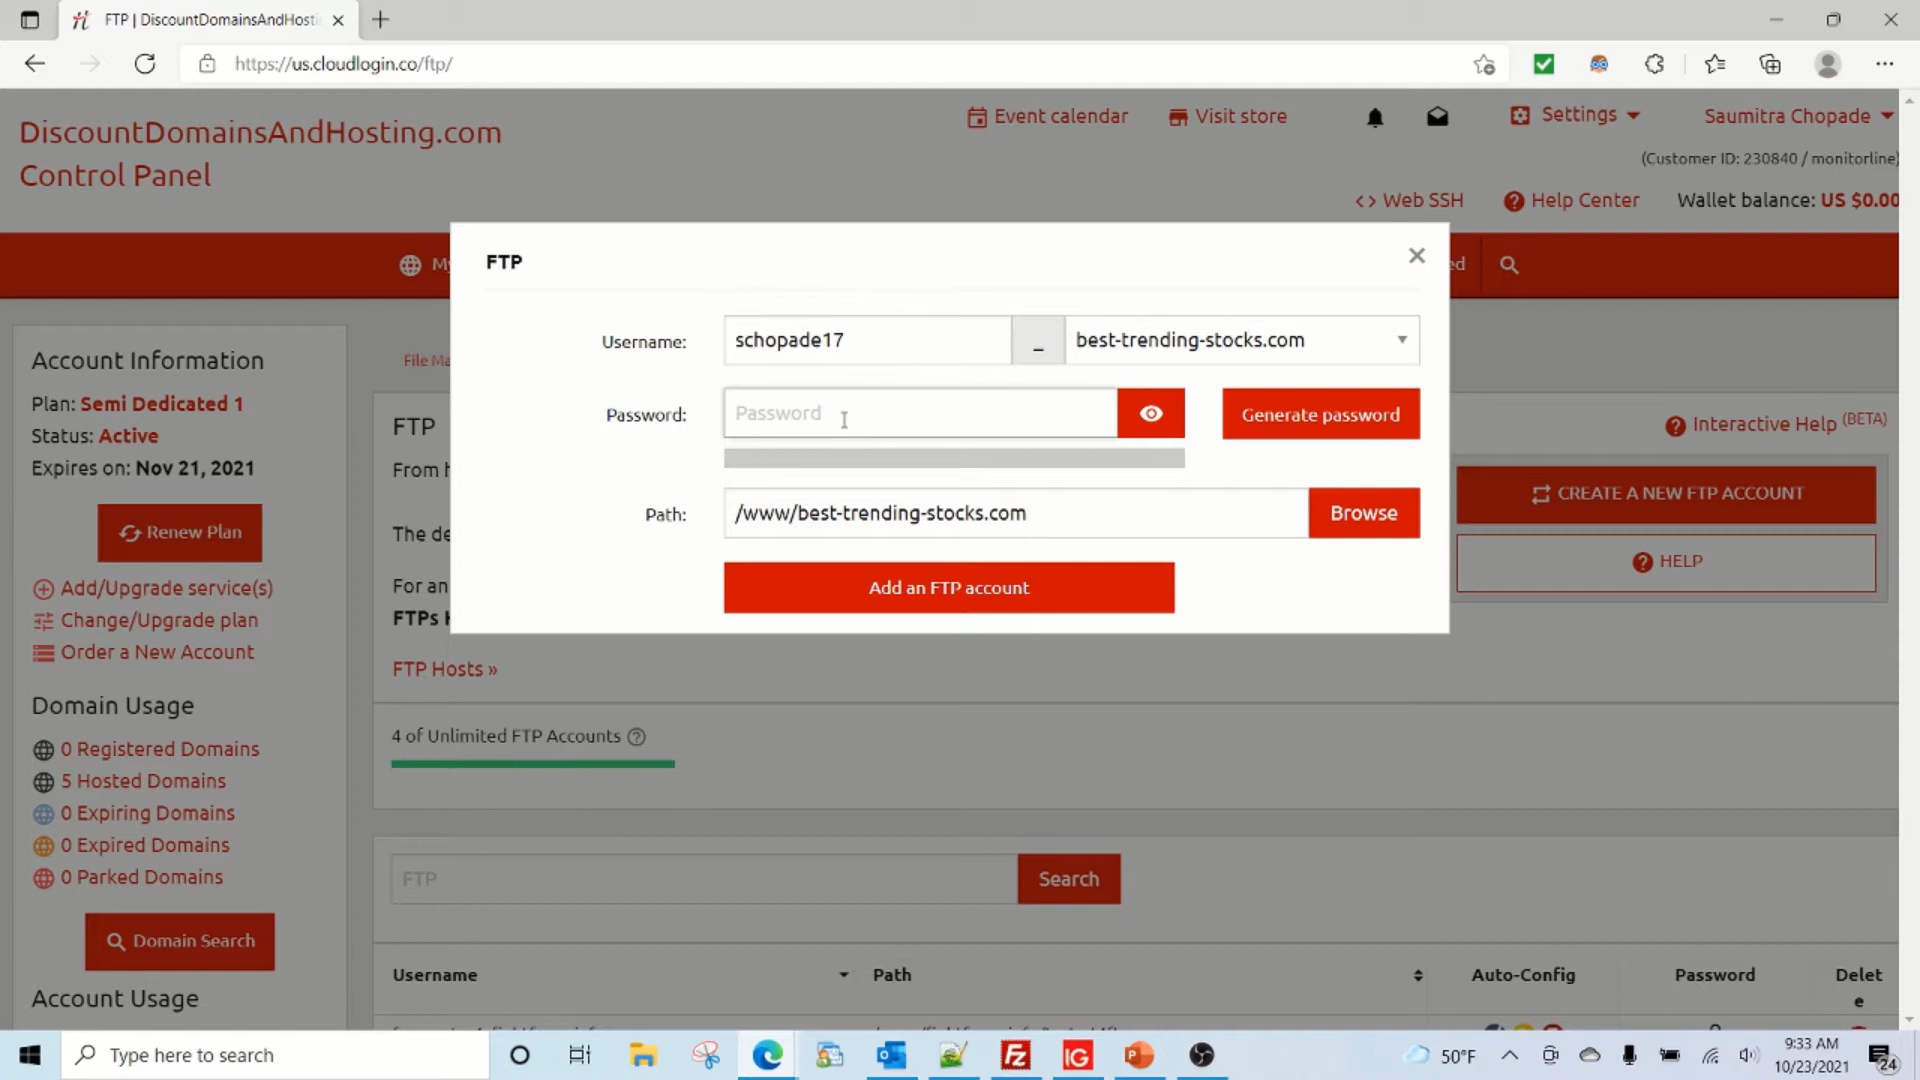 FTP | DiscountDomainsAndHosti
https://us.cloudlogin.co/ftp/
DiscountDomainsAndHosting.com
Control Panel
Event calendar
Visit store
Settings
Saumitra Chopade
(Customer ID: 230840 / monitorline)
Web SSH
Help Center
Wallet balance: US $0.00
FTP
Username:
schopade17
_
best-trending-stocks.com
Password:
Password
Generate password
Path:
/www/best-trending-stocks.com
Browse
Add an FTP account
Account Information
Plan: Semi Dedicated 1
Status: Active
Expires on: Nov 21, 2021
Renew Plan
Add/Upgrade service(s)
Change/Upgrade plan
Order a New Account
Domain Usage
0 Registered Domains
5 Hosted Domains
0 Expiring Domains
0 Expired Domains
0 Parked Domains
Domain Search
Account Usage
File Ma
FTP
From h
The de
For an
FTPs
FTP Hosts »
Interactive Help (BETA)
CREATE A NEW FTP ACCOUNT
HELP
4 of Unlimited FTP Accounts
FTP
Search
Username
Path
Auto-Config
Password
Delet
e
Type here to search
50°F
9:33 AM
10/23/2021
24